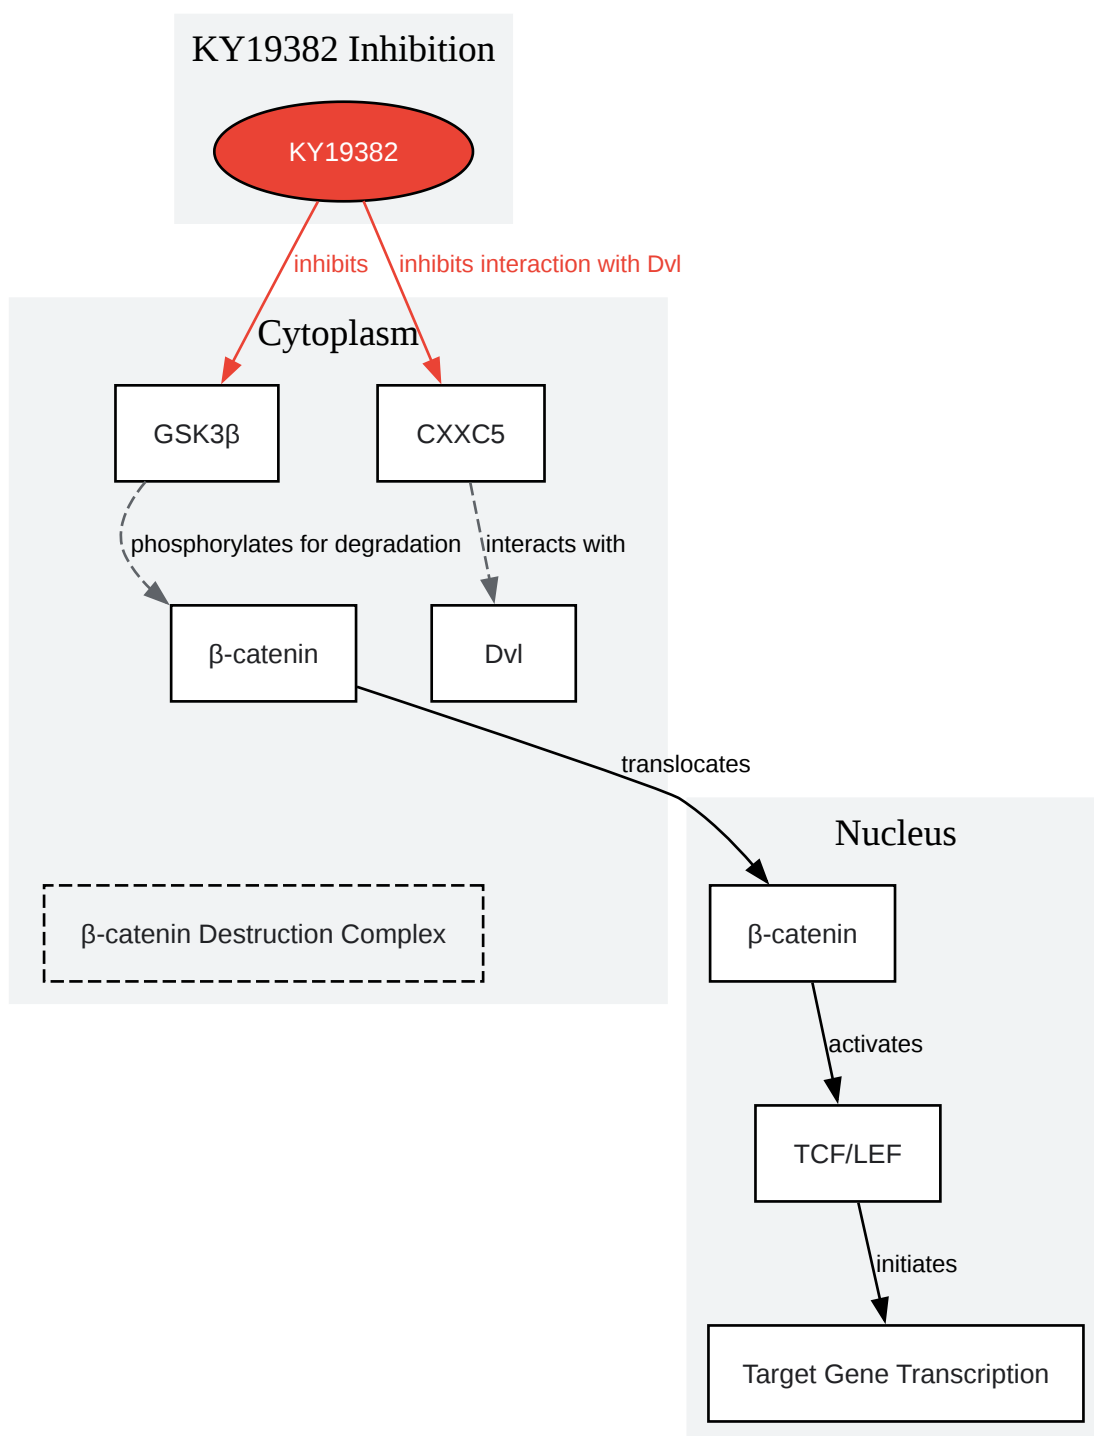 KY19382 Inhibition
KY19382
inhibits
inhibits interaction with Dvl
Cytoplasm
GSK3β
CXXC5
phosphorylates for degradation
interacts with
β-catenin
Dvl
translocates
Nucleus
β-catenin Destruction Complex
β-catenin
activates
TCF/LEF
initiates
Target Gene Transcription